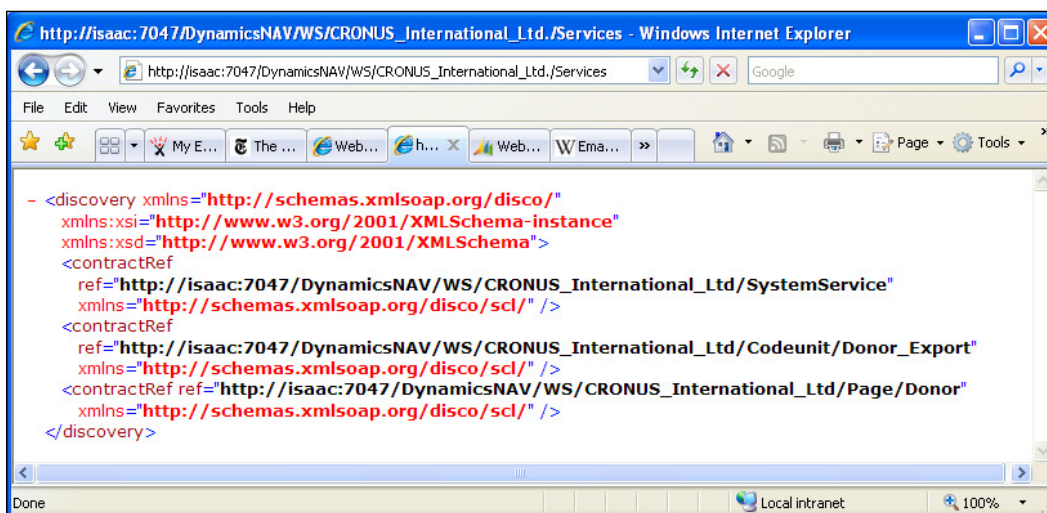 http://isaac:7047/DynamicsNAV/WS/CRONUS_International_Ltd./Services - Windows Internet Explorer
http://isaac:7047/DynamicsNAV/WS/CRONUS_International_Ltd./Services Google
File Edit View Favorites Tools Help
My E... The ... Web... h... X Web... W Ema... » Page Tools »
- <discovery xmlns="http://schemas.xmlsoap.org/disco/"
xmlns:xsi="http://www.w3.org/2001/XMLSchema-instance"
xmlns:xsd="http://www.w3.org/2001/XMLSchema">
<contractRef
ref="http://isaac:7047/DynamicsNAV/WS/CRONUS_International_Ltd/SystemService"
xmlns="http://schemas.xmlsoap.org/disco/scl/" />
<contractRef
ref="http://isaac:7047/DynamicsNAV/WS/CRONUS_International_Ltd/Codeunit/Donor_Export"
xmlns="http://schemas.xmlsoap.org/disco/scl/" />
<contractRef ref="http://isaac:7047/DynamicsNAV/WS/CRONUS_International_Ltd/Page/Donor"
xmlns="http://schemas.xmlsoap.org/disco/scl/" />
</discovery>
Done Local intranet 100%